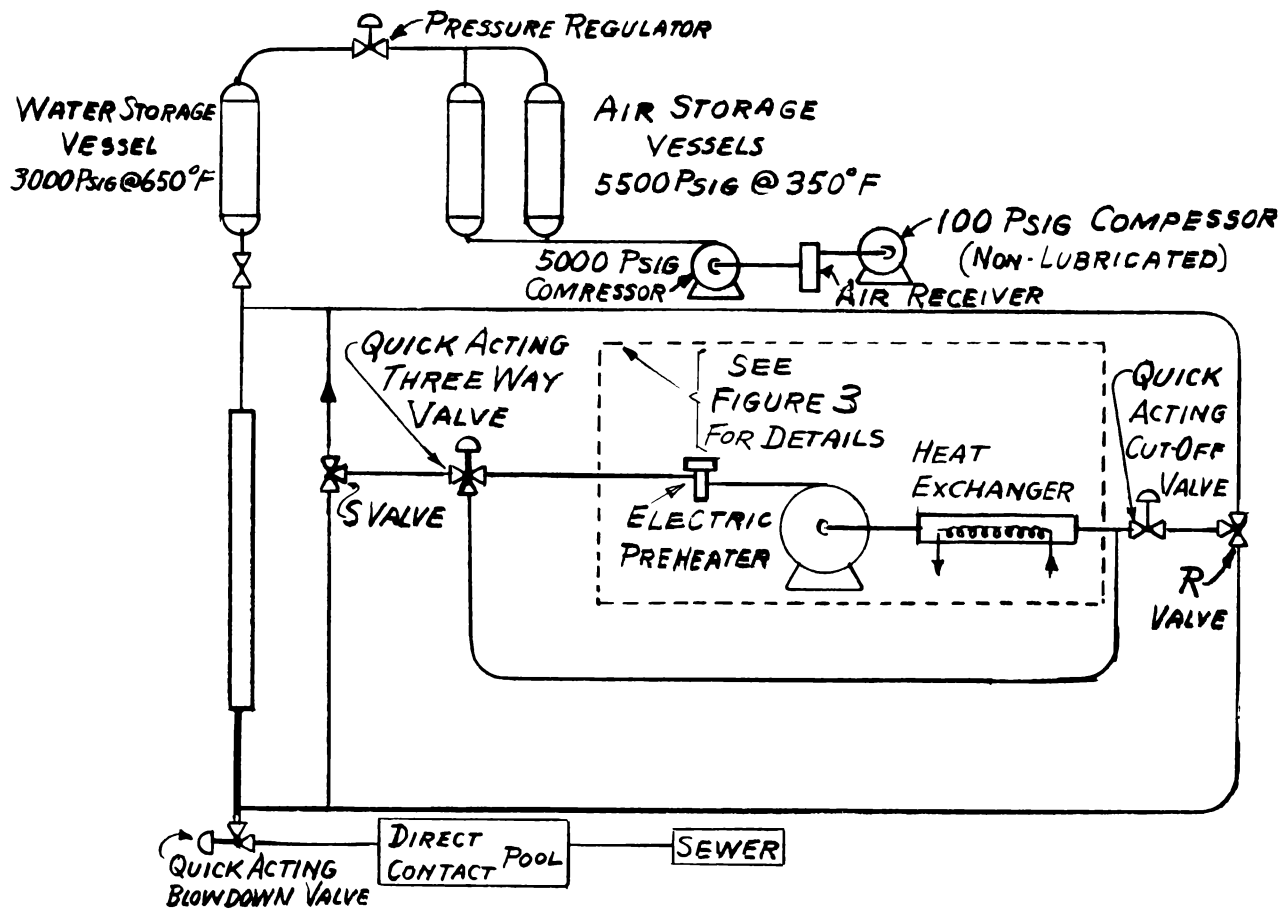 PRESSURE REGULATOR
WATER STORAGE
VESSEL
3000 PSIG @ 650°F
AIR STORAGE
VESSELS
5500 PSIG @ 350°F
100 PSIG COMPESSOR
(NON-LUBRICATED)
5000 PSIG
COMRESSOR
AIR RECEIVER
QUICK ACTING
THREE WAY
VALVE
SEE
FIGURE 3
FOR DETAILS
QUICK
ACTING
CUT-OFF
VALVE
HEAT
EXCHANGER
S VALVE
ELECTRIC
PREHEATER
R
VALVE
DIRECT
CONTACT POOL
SEWER
QUICK ACTING
BLOWDOWN VALVE